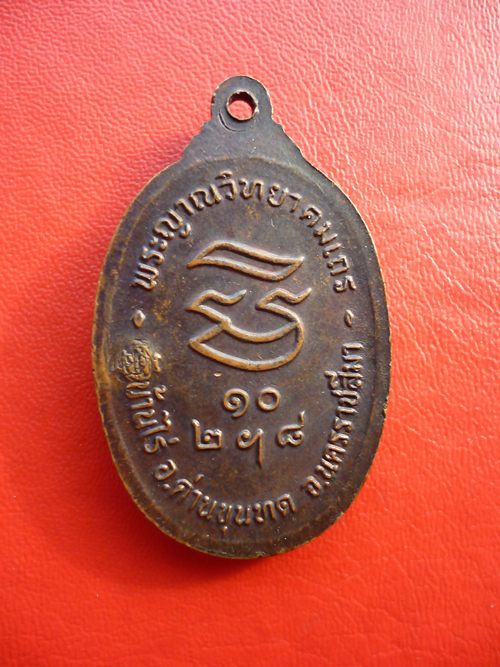 พระญาณวิทยาคมเถร
๑๐
๒ ๙ ๘
บ้านไร่ อ.ด่านขุนทด จ.นครราชสีมา